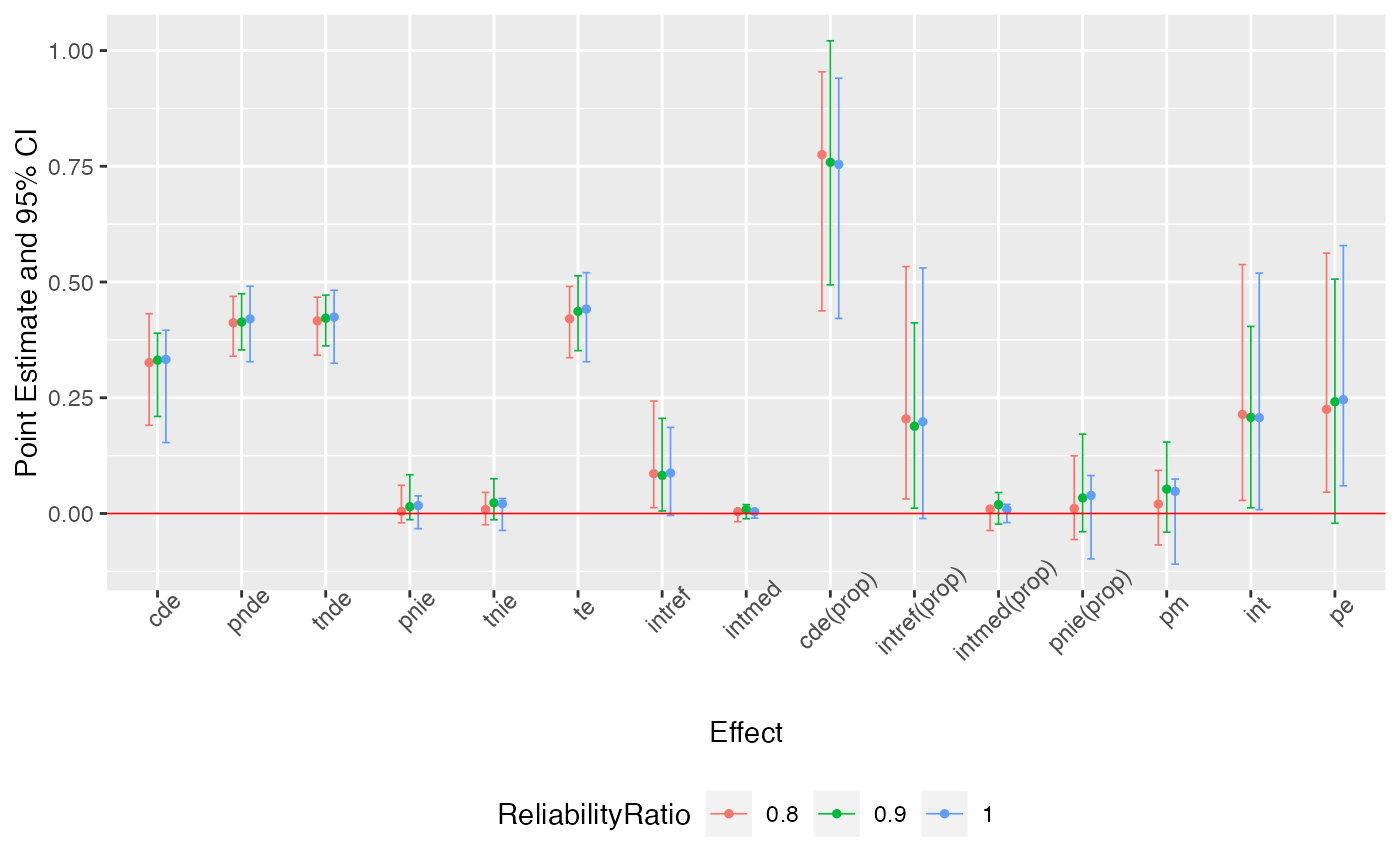 Point Estimate and 95% CI
1.00
0.75
0.50
0.25
0.00
cde
pnde
tnde
pnie
tnie
te
intref
intmed
cde(prop)
intref(prop)
intmed(prop)
pnie(prop)
pm
int
pe
Effect
ReliabilityRatio 0.8 0.9 1